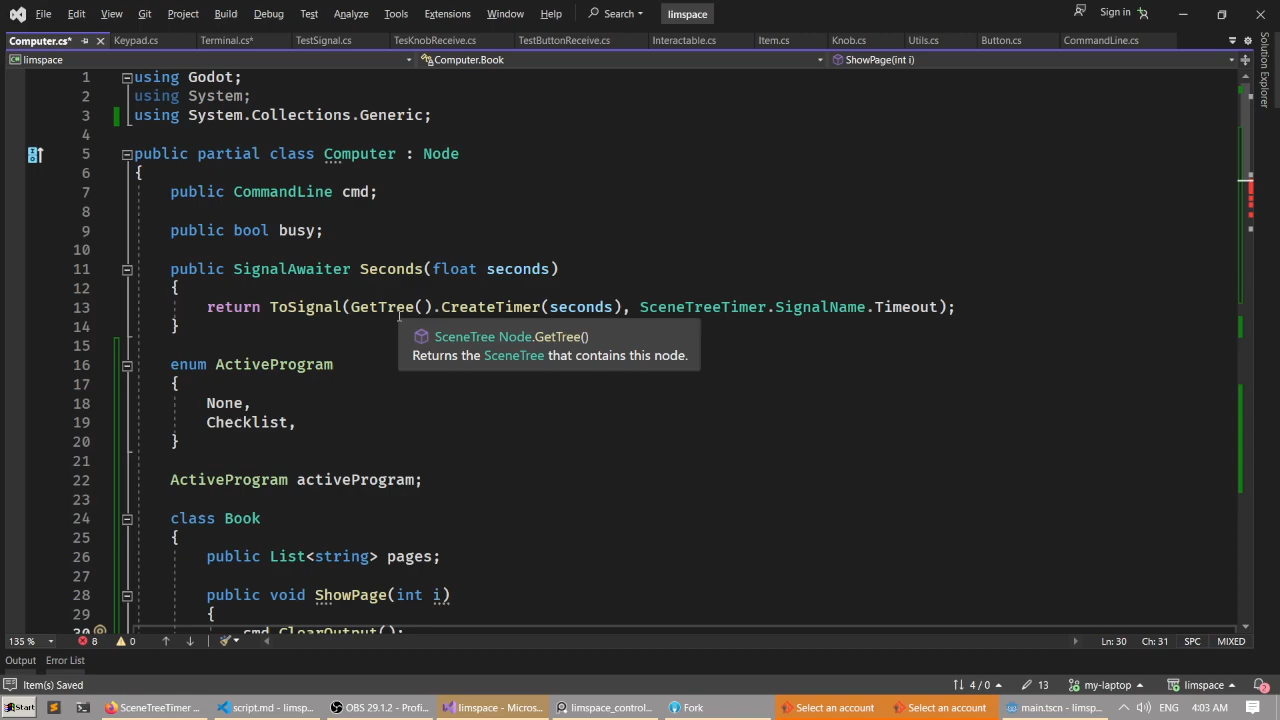 File Edit View Git Project Build Debug Test Analyze Tools Extensions Window Help Search limspace Sign in
Computer.cs* Keypad.cs Terminal.cs* TestSignal.cs TesKnobReceive.cs TestButtonReceive.cs Interactable.cs Item.cs Knob.cs Utils.cs Button.cs CommandLine.cs
limspace Computer.Book ShowPage(int i)
Solution Explorer
1 using Godot;
2 using System;
3 using System.Collections.Generic;
4
5 public partial class Computer : Node
6 {
7 public CommandLine cmd;
8
9 public bool busy;
10
11 public SignalAwaiter Seconds(float seconds)
12 {
13 return ToSignal(GetTree().CreateTimer(seconds), SceneTreeTimer.SignalName.Timeout);
14 }
SceneTree Node.GetTree()
Returns the SceneTree that contains this node.
15
16 enum ActiveProgram
17 {
18 None,
19 Checklist,
20 }
21
22 ActiveProgram activeProgram;
23
24 class Book
25 {
26 public List<string> pages;
27
28 public void ShowPage(int i)
29 {
30 cmd.ClearOutput();
135 % 8 0 Ln: 30 Ch: 31 SPC MIXED
Output Error List
Item(s) Saved 4 / 0 13 my-laptop limspace 2
Start SceneTreeTimer ... script.md - limsp... OBS 29.1.2 - Profi... limspace - Micros... limspace_control... Fork Select an account Select an account main.tscn - limsp... ENG 4:03 AM